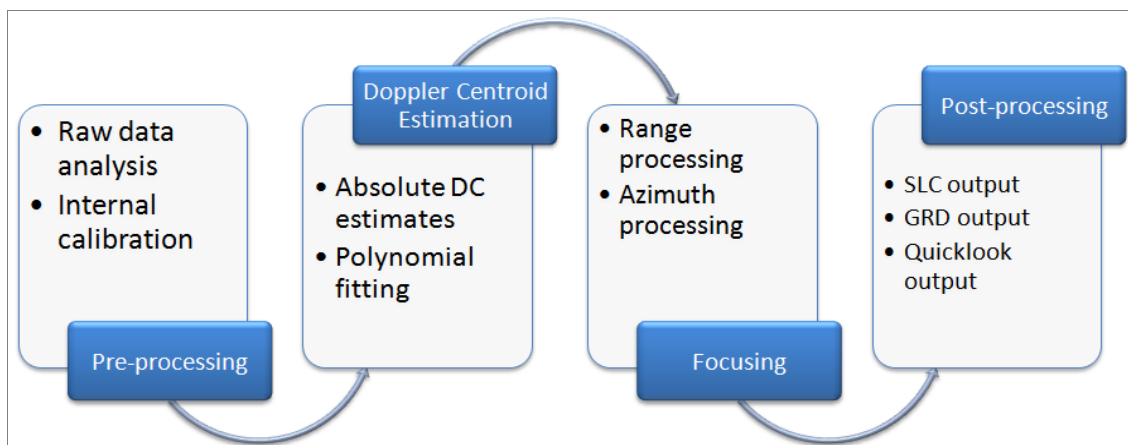 • Raw data
analysis
• Internal
calibration
Pre-processing
Doppler Centroid
Estimation
• Absolute DC
estimates
• Polynomial
fitting
• Range
processing
• Azimuth
processing
Focusing
Post-processing
• SLC output
• GRD output
• Quicklook
output